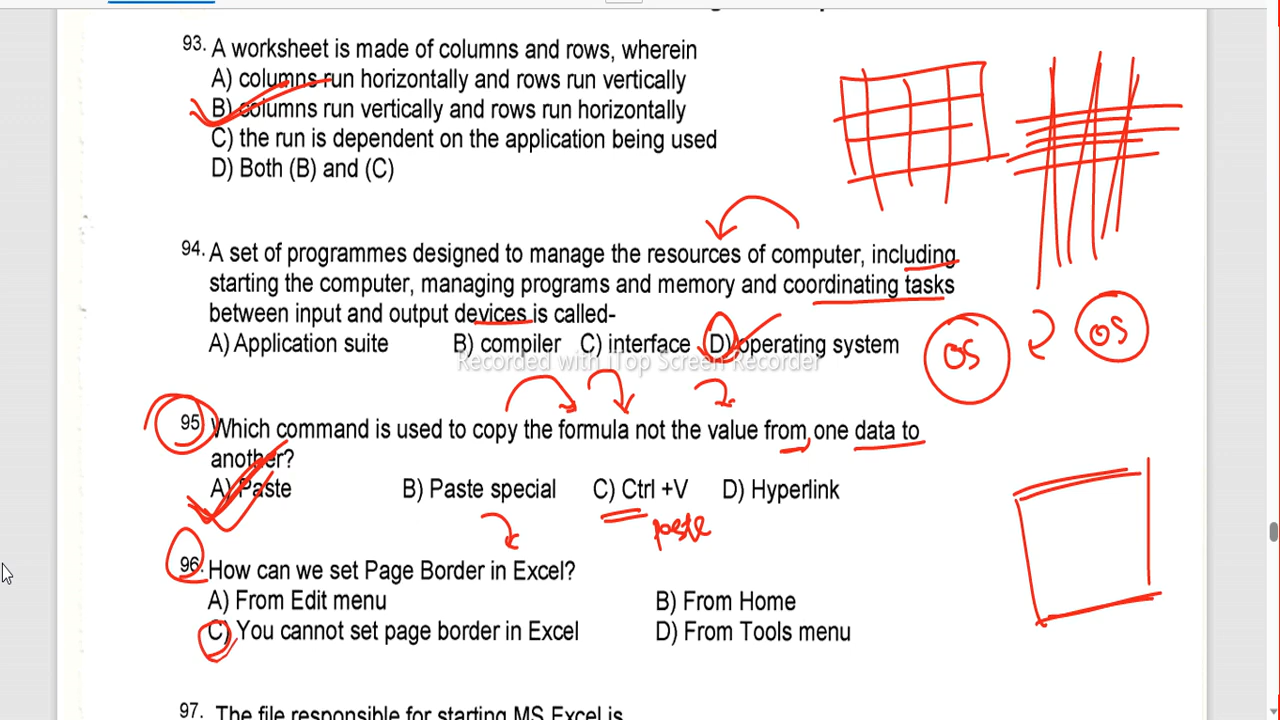 93. A worksheet is made of columns and rows, wherein
A) columns run horizontally and rows run vertically
B) columns run vertically and rows run horizontally
C) the run is dependent on the application being used
D) Both (B) and (C)
94. A set of programmes designed to manage the resources of computer, including
starting the computer, managing programs and memory and coordinating tasks
between input and output devices is called-
A) Application suite B) compiler C) interface D) operating system
OS OS
Recorded with iTop Screen Recorder
95 Which command is used to copy the formula not the value from one data to
another?
A) Paste B) Paste special C) Ctrl +V D) Hyperlink
paste
96. How can we set Page Border in Excel?
A) From Edit menu B) From Home
C) You cannot set page border in Excel D) From Tools menu
97. The file responsible for starting MS Excel is